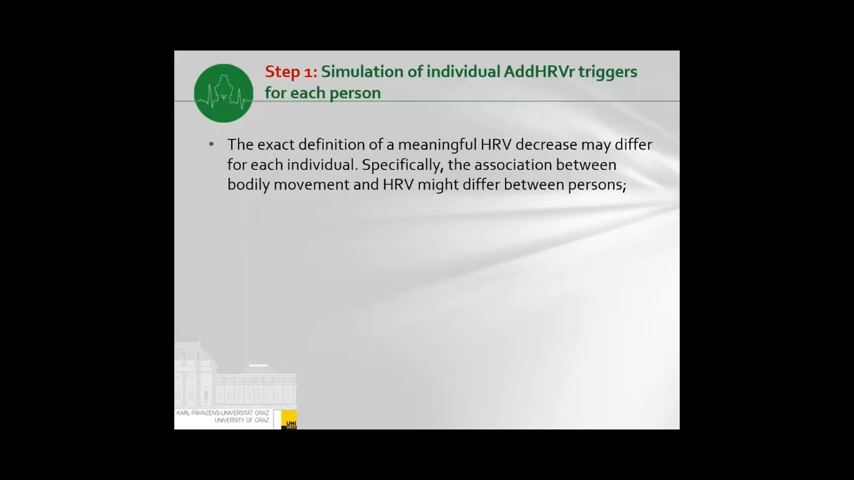 Step 1: Simulation of individual AddHRVr triggers
for each person
• The exact definition of a meaningful HRV decrease may differ
for each individual. Specifically, the association between
bodily movement and HRV might differ between persons;
KARL-FRANZENS-UNIVERSITÄT GRAZ
UNIVERSITY OF GRAZ
UNI